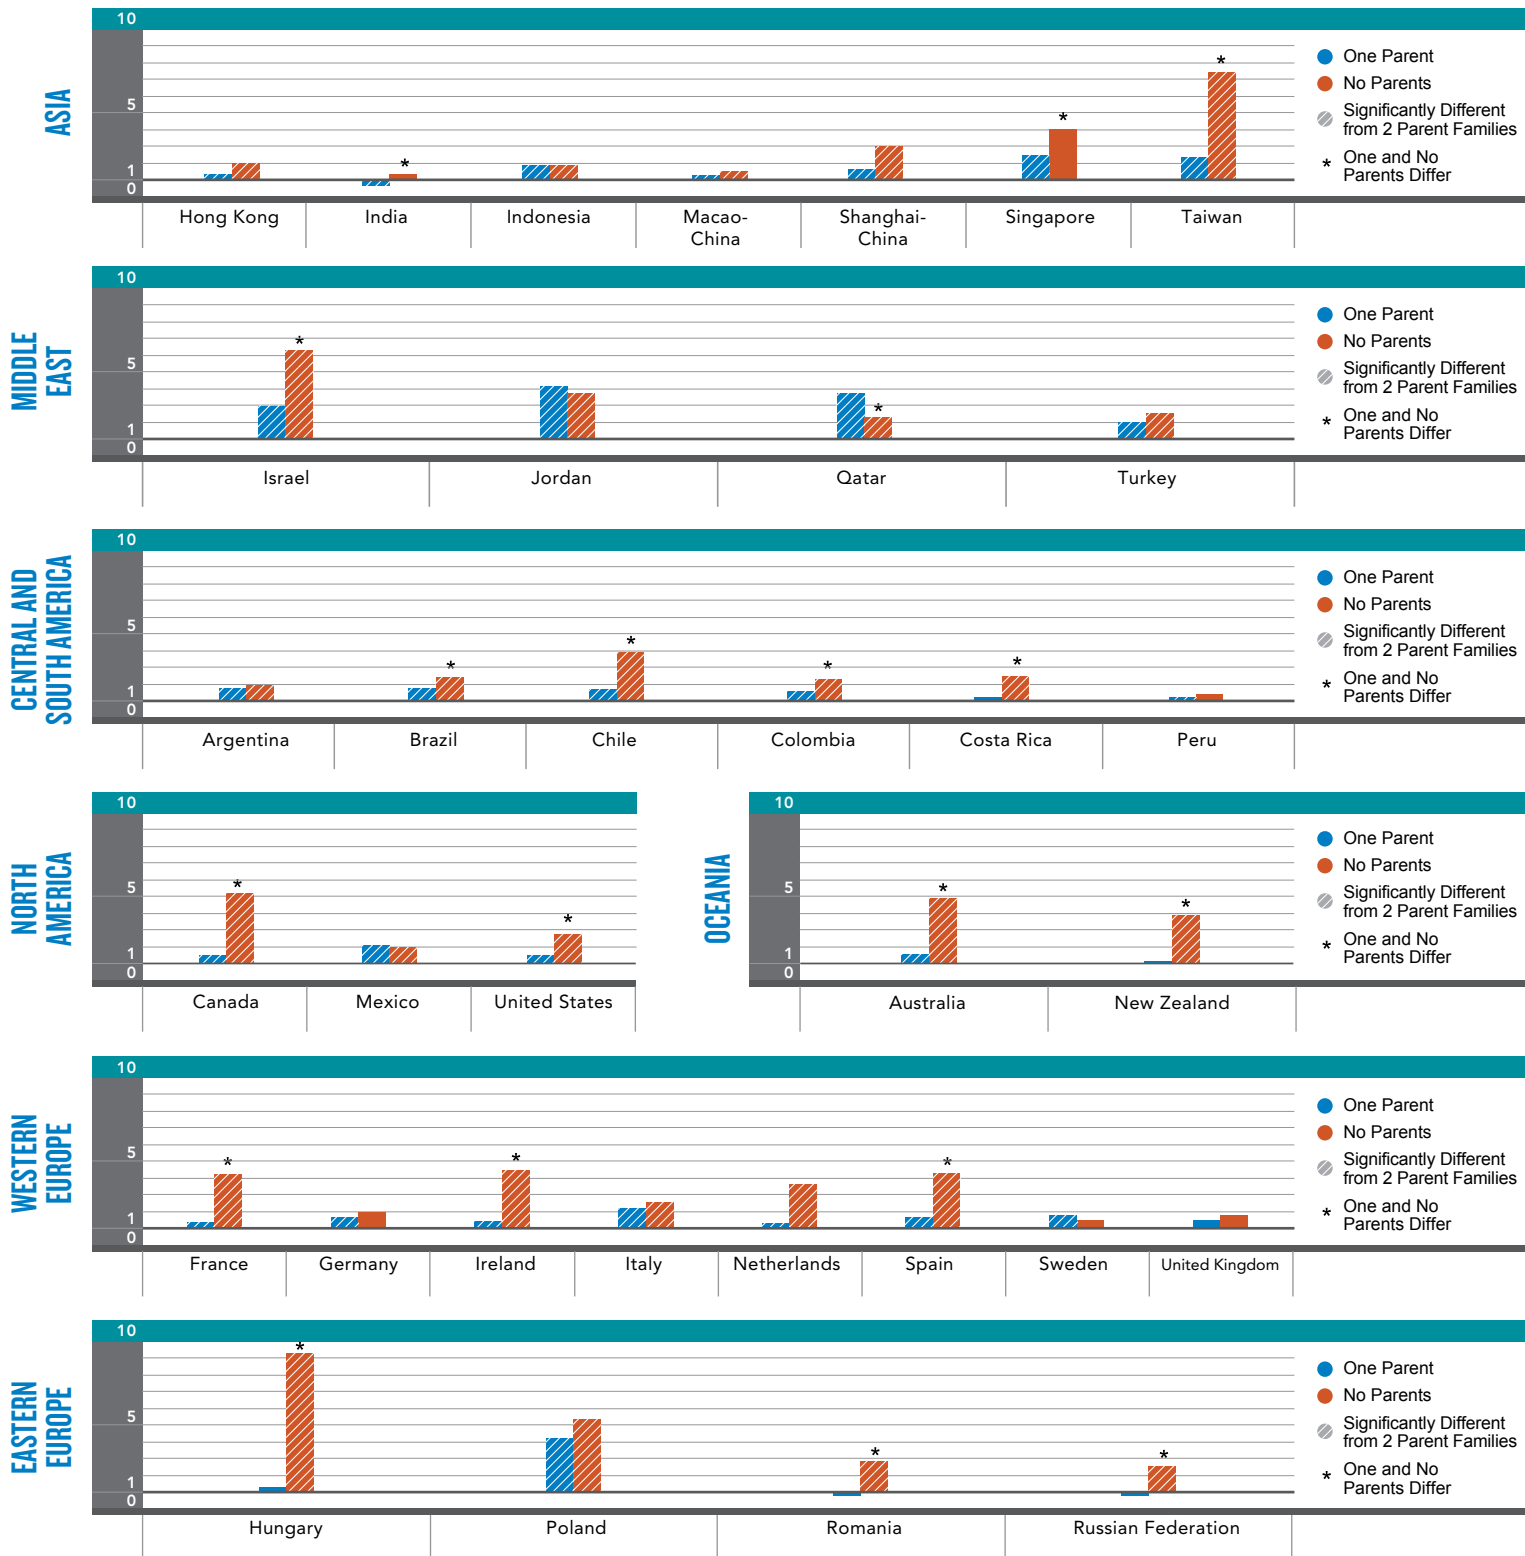 10
ASIA
5
1
0
*
*
*
One Parent
No Parents
Significantly Different
from 2 Parent Families
* One and No
Parents Differ
Hong Kong
India
Indonesia
Macao-
China
Shanghai-
China
Singapore
Taiwan
10
MIDDLE
EAST
5
1
0
*
*
One Parent
No Parents
Significantly Different
from 2 Parent Families
* One and No
Parents Differ
Israel
Jordan
Qatar
Turkey
10
CENTRAL AND
SOUTH AMERICA
5
1
0
*
*
*
*
One Parent
No Parents
Significantly Different
from 2 Parent Families
* One and No
Parents Differ
Argentina
Brazil
Chile
Colombia
Costa Rica
Peru
10
NORTH
AMERICA
5
1
0
*
*
Canada
Mexico
United States
10
OCEANIA
5
1
0
*
*
One Parent
No Parents
Significantly Different
from 2 Parent Families
* One and No
Parents Differ
Australia
New Zealand
10
WESTERN
EUROPE
5
1
0
*
*
*
One Parent
No Parents
Significantly Different
from 2 Parent Families
* One and No
Parents Differ
France
Germany
Ireland
Italy
Netherlands
Spain
Sweden
United Kingdom
10
EASTERN
EUROPE
5
1
0
*
*
*
One Parent
No Parents
Significantly Different
from 2 Parent Families
* One and No
Parents Differ
Hungary
Poland
Romania
Russian Federation